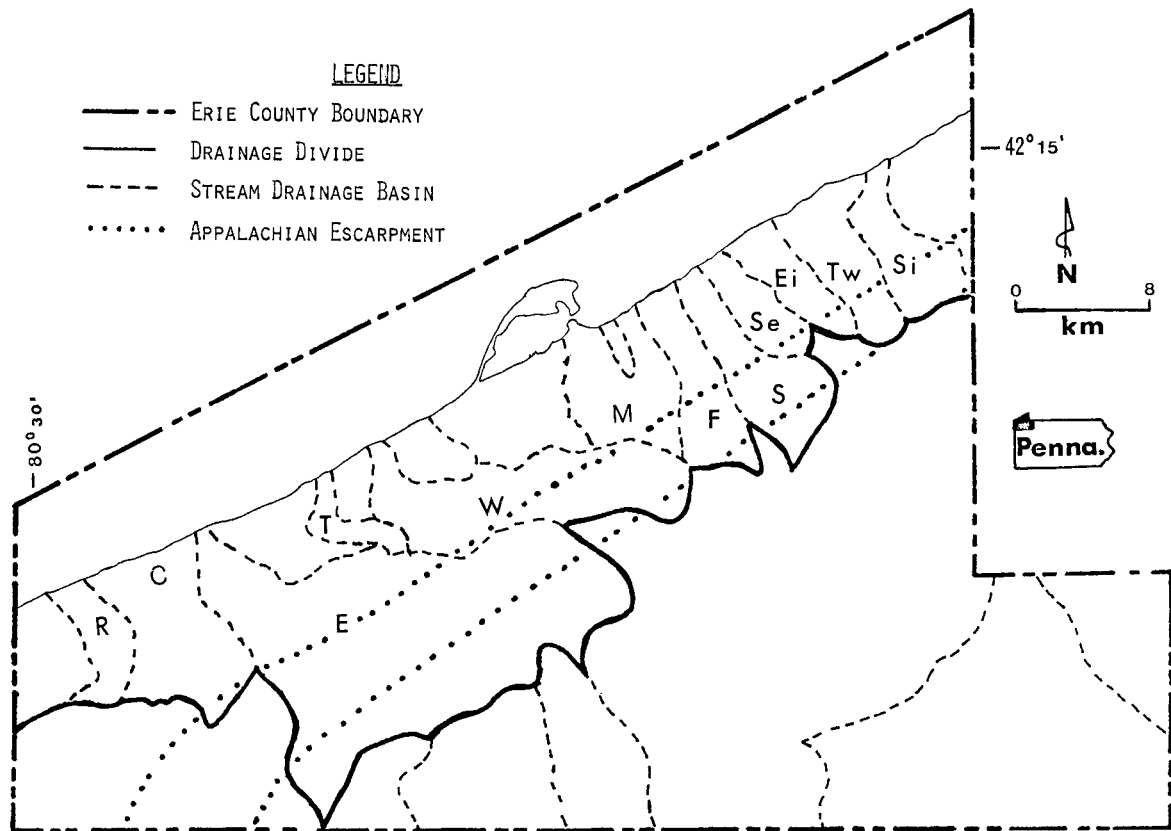 LEGEND
ERIE COUNTY BOUNDARY
DRAINAGE DIVIDE
STREAM DRAINAGE BASIN
APPALACHIAN ESCARPMENT
42° 15'
N
0 8
km
Penna.
80° 30'
Si
Tw
Ei
Se
S
F
M
W
T
C
E
R